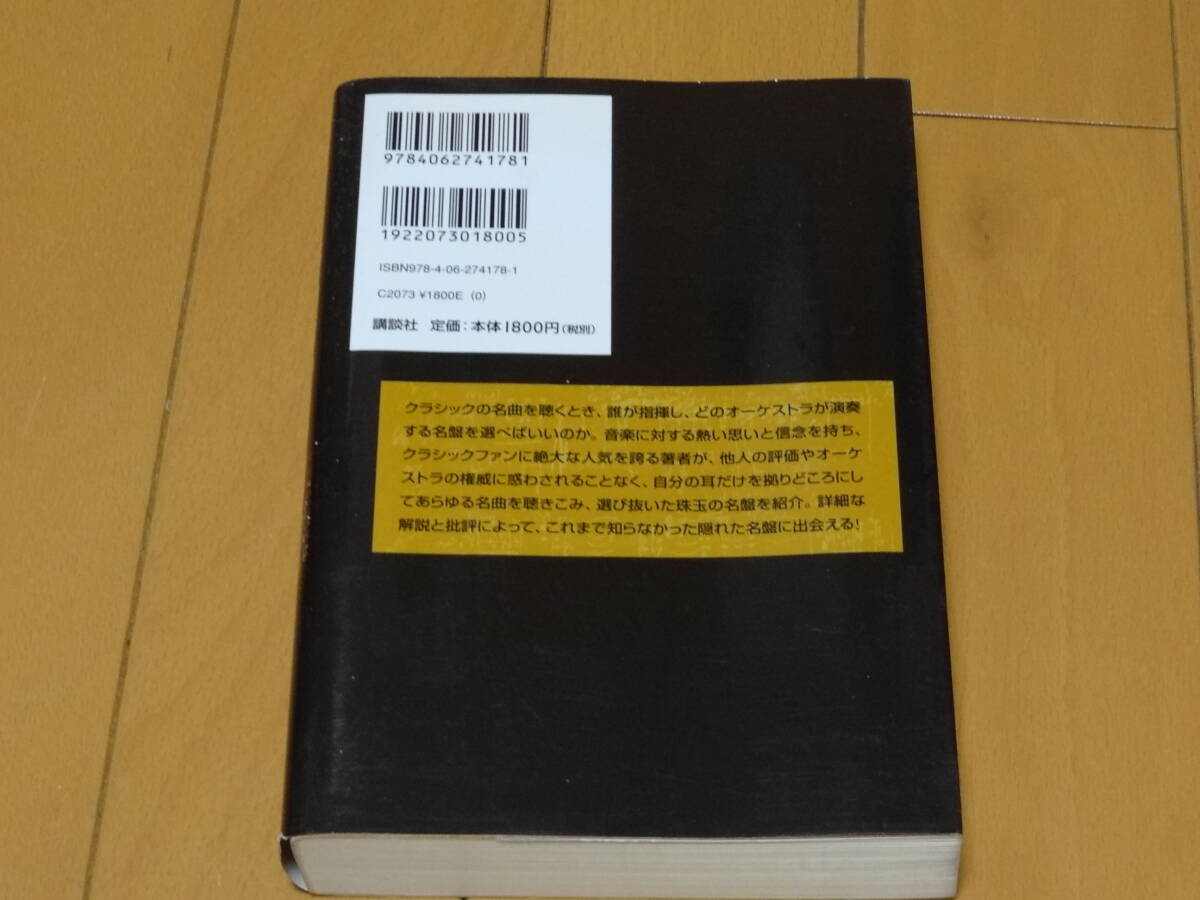 9784062741781
1922073018005
ISBN978-4-06-274178-1
C2073 ¥1800E (0)
講談社 定価：本体1800円（税別）
クラシックの名曲を聴くとき、誰が指揮し、どのオーケストラが演奏
する名盤を選べばいいのか。音楽に対する熱い思いと信念を持ち、
クラシックファンに絶大な人気を誇る著者が、他人の評価やオーケ
ストラの権威に惑わされることなく、自分の耳だけを拠りどころにし
てあらゆる名曲を聴きこみ、選び抜いた珠玉の名盤を紹介。詳細な
解説と批評によって、これまで知らなかった隠れた名盤に出会える！